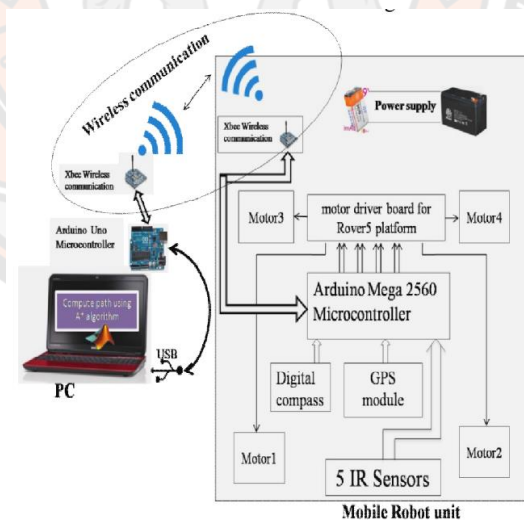 Wireless communication
Xbee Wireless
communication
Power supply
Xbee Wireless
communication
Motor3
motor driver board for
Rover5 platform
Motor4
Arduino Uno
Microcontroller
Arduino Mega 2560
Microcontroller
Compute path using
A* algorithm
USB
PC
Digital
compass
GPS
module
Motor1
Motor2
5 IR Sensors
Mobile Robot unit